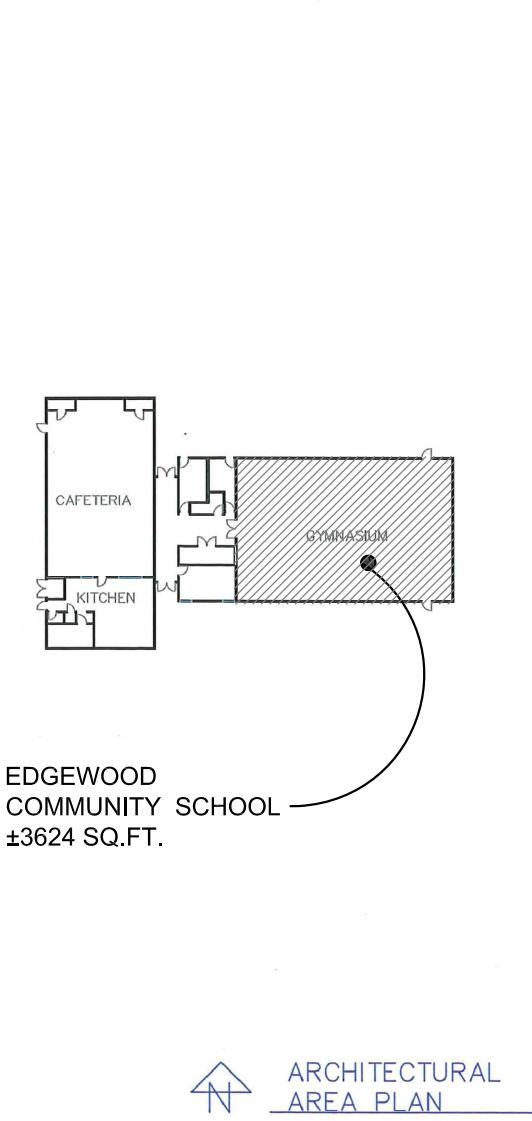 CAFETERIA
GYMNASIUM
KITCHEN
EDGEWOOD
COMMUNITY SCHOOL
±3624 SQ.FT.
N
ARCHITECTURAL
AREA PLAN